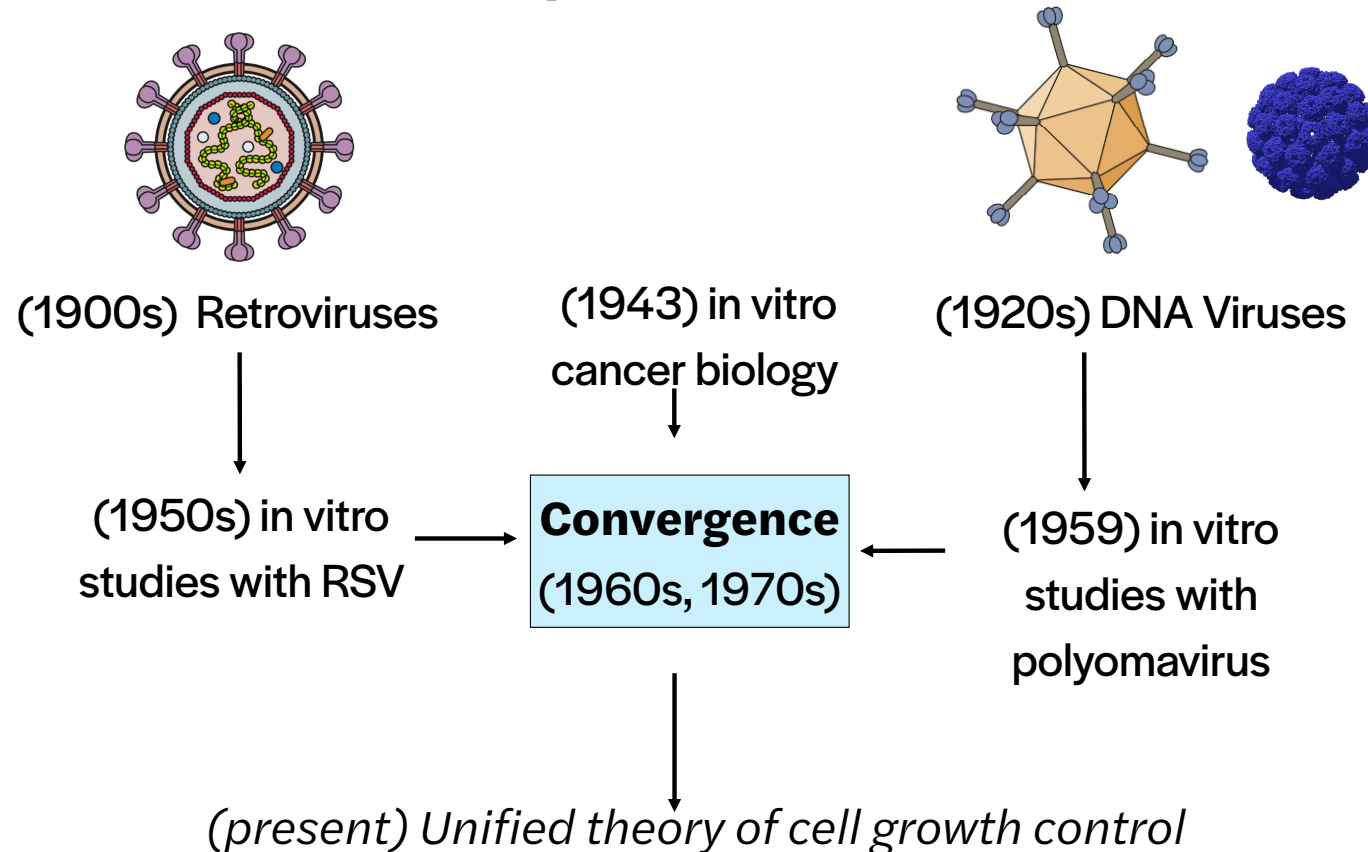 (1900s) Retroviruses
(1943) in vitro
cancer biology
(1920s) DNA Viruses
(1950s) in vitro
studies with RSV
Convergence
(1960s, 1970s)
(1959) in vitro
studies with
polyomavirus
(present) Unified theory of cell growth control